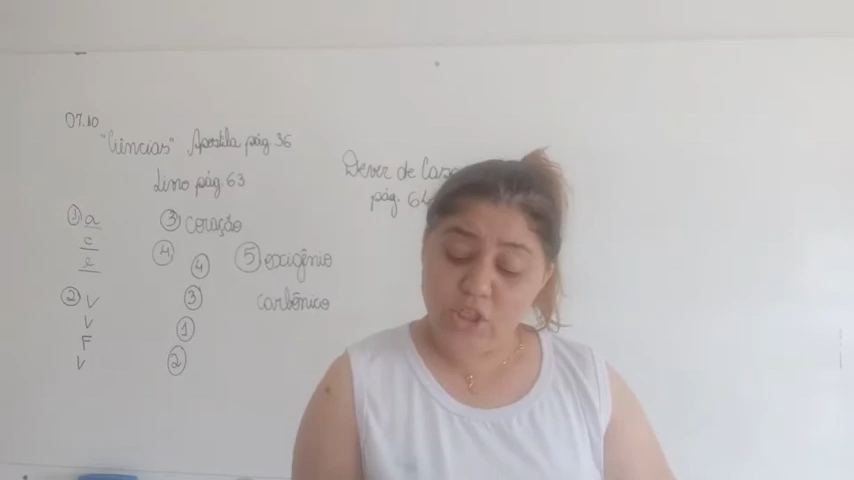 07.10
"Ciências" Apostila pág 36
Livro pág 63
Dever de Casa
pág. 64
① a
c
e
② V
V
F
V
③ coração
④
④
③
①
②
⑤ oxigênio
carbônico